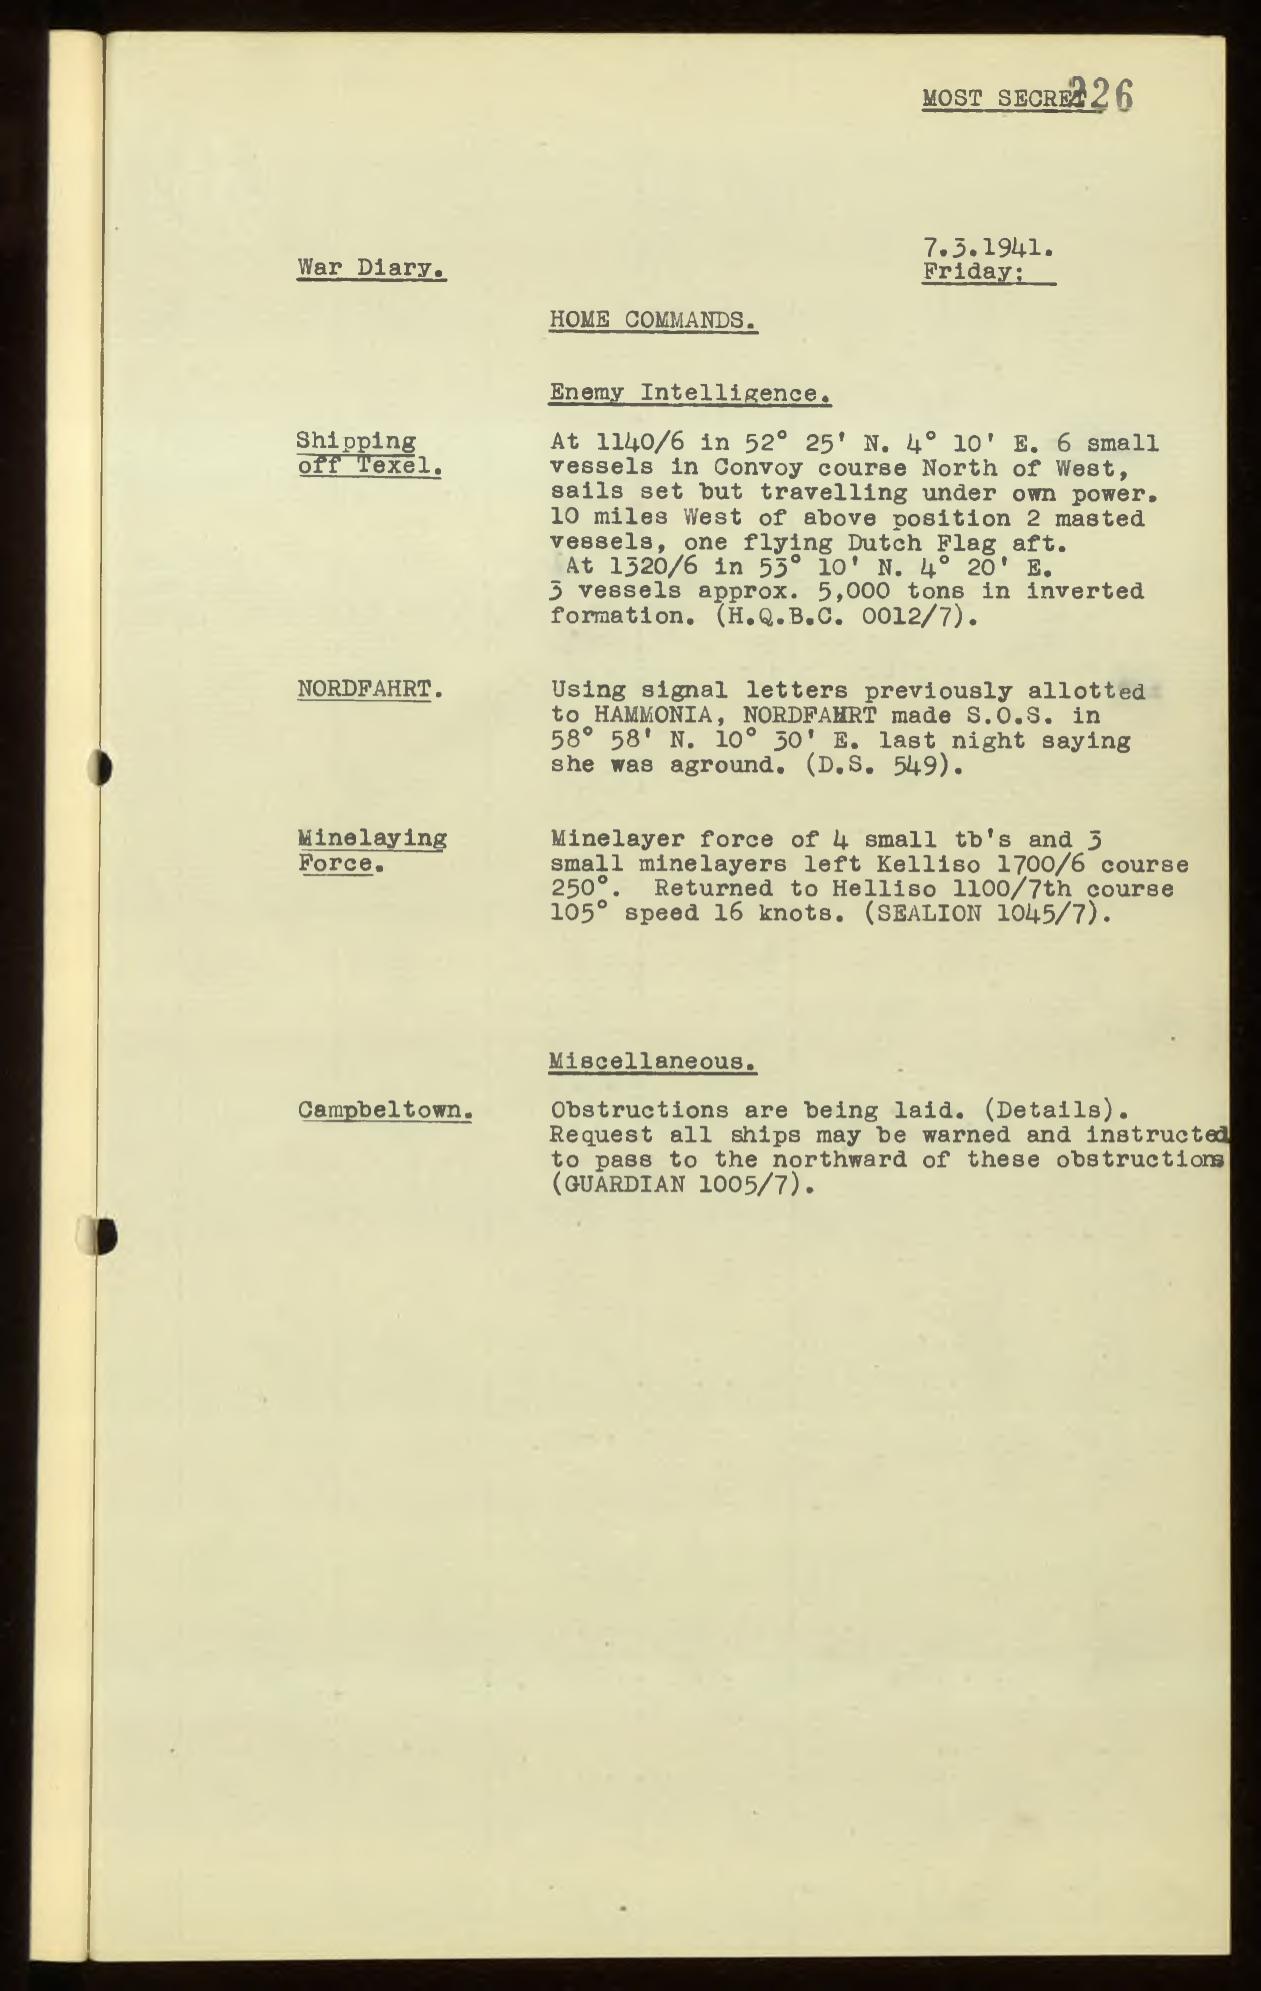 MOST SECRET
226
7.3.1941.
War Diary.
Friday:
HOME COMMANDS.
Enemy Intelligence.
Shipping
off Texel.
At 1140/6 in 52° 25' N. 4° 10' E. 6 small
vessels in Convoy course North of West,
sails set but travelling under own power.
10 miles West of above position 2 masted
vessels, one flying Dutch Flag aft.
At 1320/6 in 53° 10' N. 4° 20' E.
3 vessels approx. 5,000 tons in inverted
formation. (H.Q.B.C. 0012/7).
NORDFAHRT.
Using signal letters previously allotted
to HAMMONIA, NORDFAHRT made S.O.S. in
58° 58' N. 10° 30' E. last night saying
she was aground. (D.S. 549).
Minelaying
Force.
Minelayer force of 4 small tb's and 3
small minelayers left Kelliso 1700/6 course
250°. Returned to Helliso 1100/7th course
105° speed 16 knots. (SEALION 1045/7).
Miscellaneous.
Campbeltown.
Obstructions are being laid. (Details).
Request all ships may be warned and instructed
to pass to the northward of these obstructions
(GUARDIAN 1005/7).